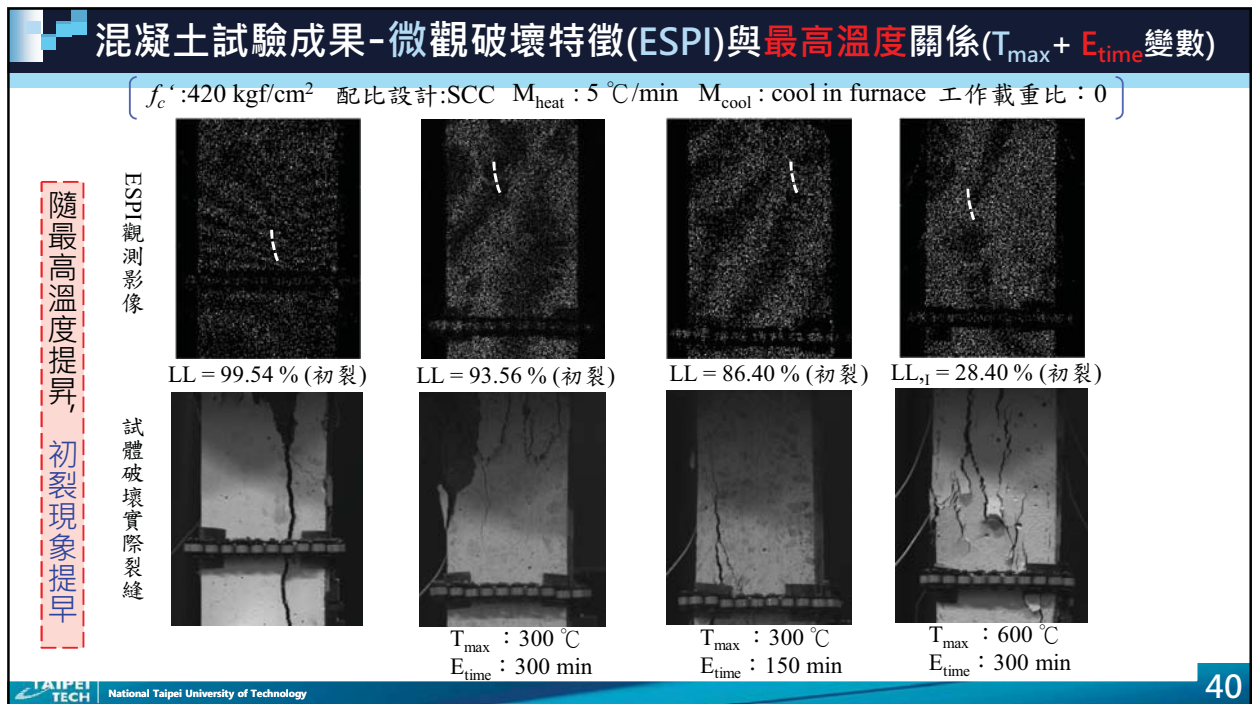 混凝土試驗成果-微觀破壞特徵(ESPI)與最高溫度關係(Tmax+ Etime變數)
fc‘ :420 kgf/cm2 配比設計:SCC Mheat : 5 ℃/min Mcool : cool in furnace 工作載重比：0
隨最高溫度提昇, 初裂現象提早
ESPI觀測影像
LL = 99.54 % (初裂)
LL = 93.56 % (初裂)
LL = 86.40 % (初裂)
LL,I = 28.40 % (初裂)
試體破壞實際裂縫
Tmax ：300 ℃
Etime：300 min
Tmax ：300 ℃
Etime：150 min
Tmax ：600 ℃
Etime：300 min
TAIPEI TECH
National Taipei University of Technology
40